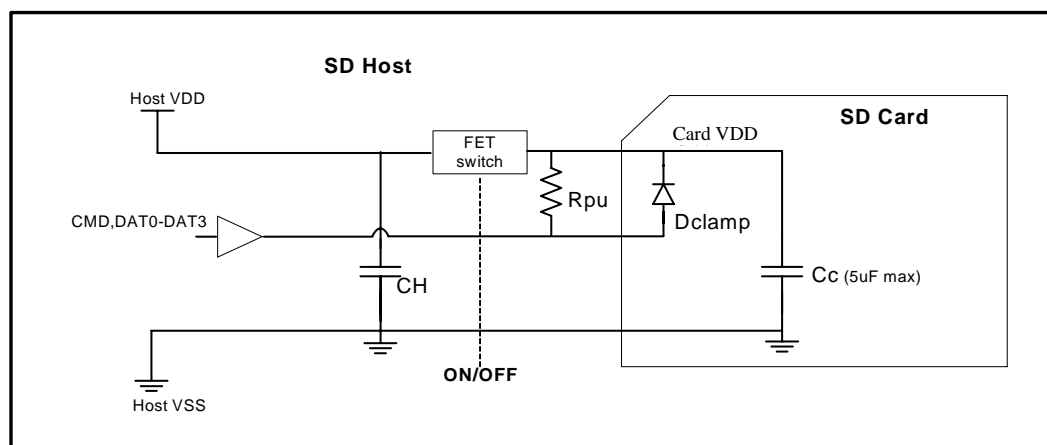 SD Host
Host VDD
FET
switch
Card VDD
SD Card
Rpu
Dclamp
CMD,DAT0-DAT3
CH
Cc (5uF max)
ON/OFF
Host VSS